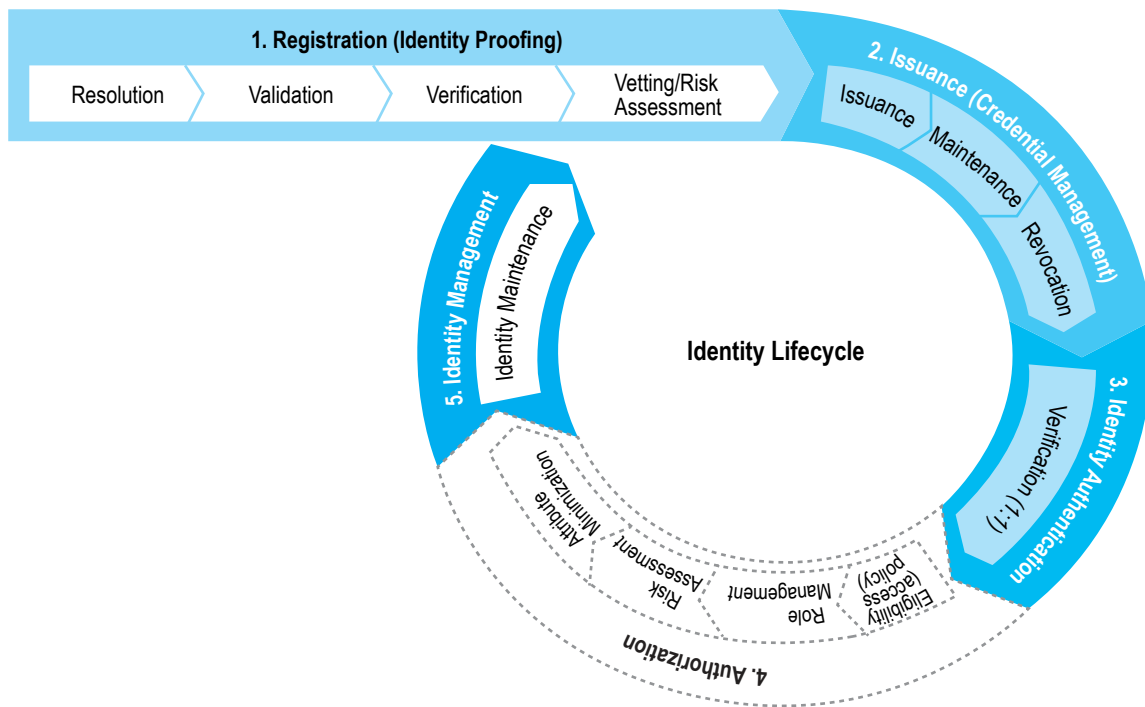 1. Registration (Identity Proofing)
Resolution
Validation
Verification
Vetting/Risk
Assessment
2. Issuance (Credential Management)
Issuance
Maintenance
Revocation
3. Identity Authentication
Verification (1:1)
4. Authorization
Eligibility
(access
policy)
Role
Management
Risk
Assessment
Attribute
Minimization
5. Identity Management
Identity Maintenance
Identity Lifecycle